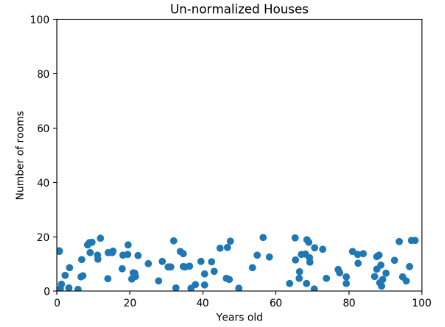 Un-normalized Houses
100
80
60
40
20
0
Number of rooms
0 20 40 60 80 100
Years old